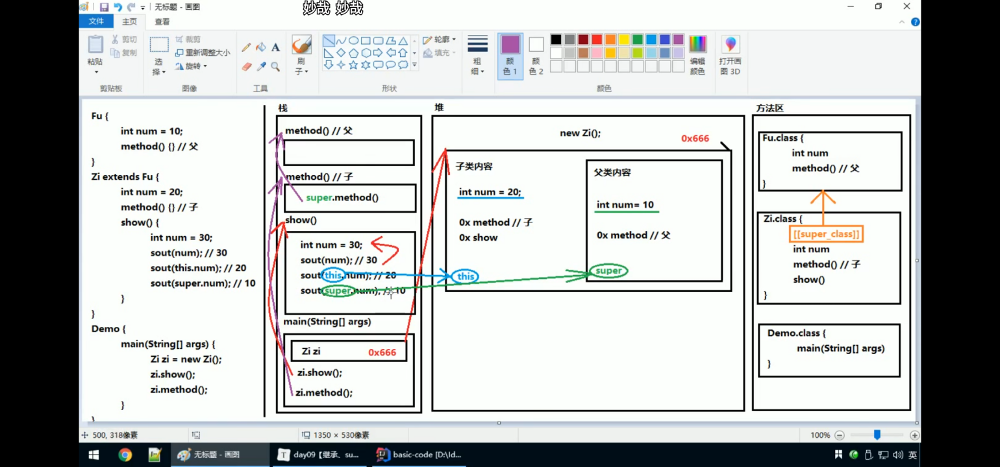 妙哉 妙哉
无标题 - 画图
文件
主页
查看
粘贴
剪切
复制
剪贴板
选
择
裁剪
重新调整大小
旋转
图像
A
工具
刷
子
轮廓
填充
形状
粗
细
颜
色 1
颜
色 2
编辑
颜色
打开画
图 3D
颜色
Fu {
int num = 10;
method() {} // 父
}
Zi extends Fu {
int num = 20;
method() {} // 子
show() {
int num = 30;
sout(num); // 30
sout(this.num); // 20
sout(super.num); // 10
}
}
Demo {
main(String[] args) {
Zi zi = new Zi();
zi.show();
zi.method();
}
}
栈
method() // 父
method() // 子
super.method()
show()
int num = 30;
sout(num); // 30
sout(this.num); // 20
sout(super.num); // 10
main(String[] args)
Zi zi
0x666
zi.show();
zi.method();
堆
new Zi();
0x666
子类内容
int num = 20;
0x method // 子
0x show
this
父类内容
int num= 10
0x method // 父
super
方法区
Fu.class {
int num
method() // 父
}
Zi.class {
[[super_class]]
int num
method() // 子
show()
}
Demo.class {
main(String[] args)
}
500, 318像素
1350 × 530像素
100%
无标题 - 画图
day09【继承、su...
basic-code [D:\Id...
英